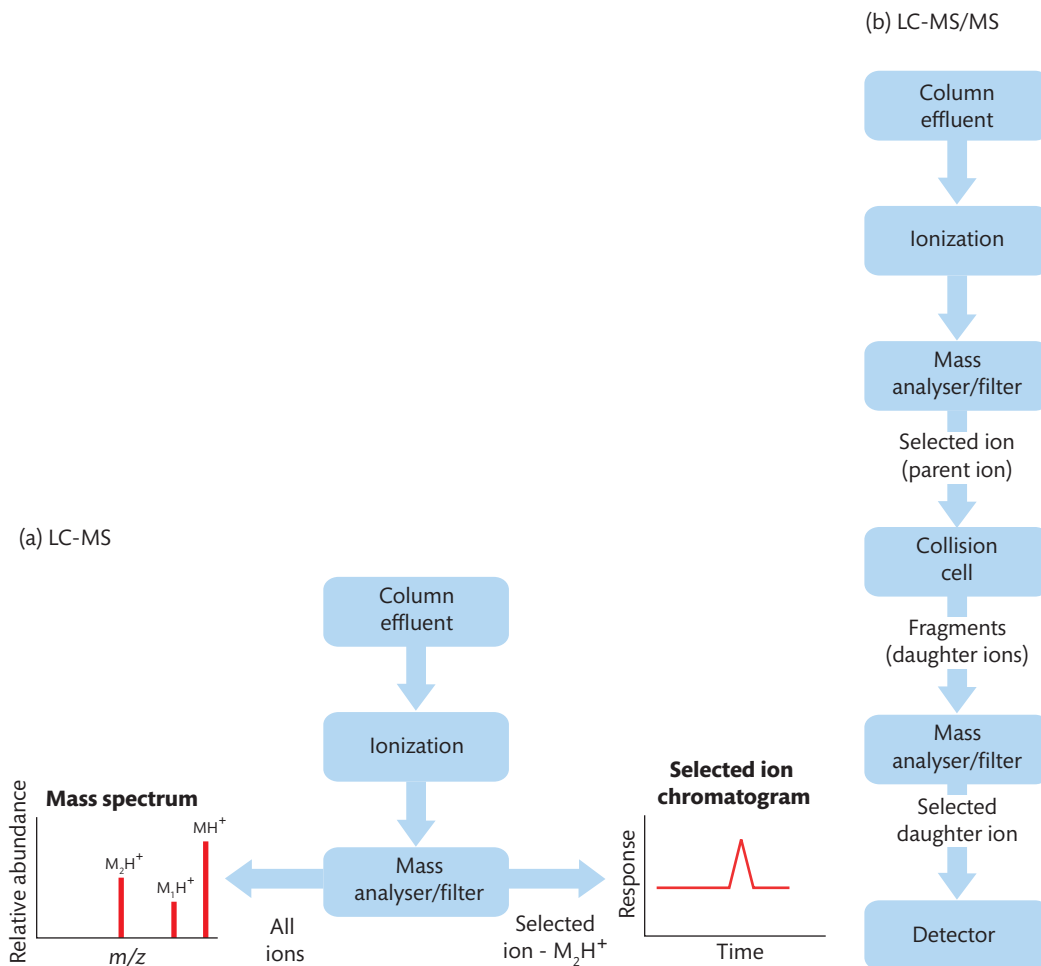 (a) LC-MS
Column
effluent
Ionization
Mass
analyser/filter
All
ions
Selected
ion - M₂H⁺
Mass spectrum
Relative abundance
M₂H⁺
M₁H⁺
MH⁺
m/z
Selected ion
chromatogram
Response
Time
(b) LC-MS/MS
Column
effluent
Ionization
Mass
analyser/filter
Selected ion
(parent ion)
Collision
cell
Fragments
(daughter ions)
Mass
analyser/filter
Selected
daughter ion
Detector